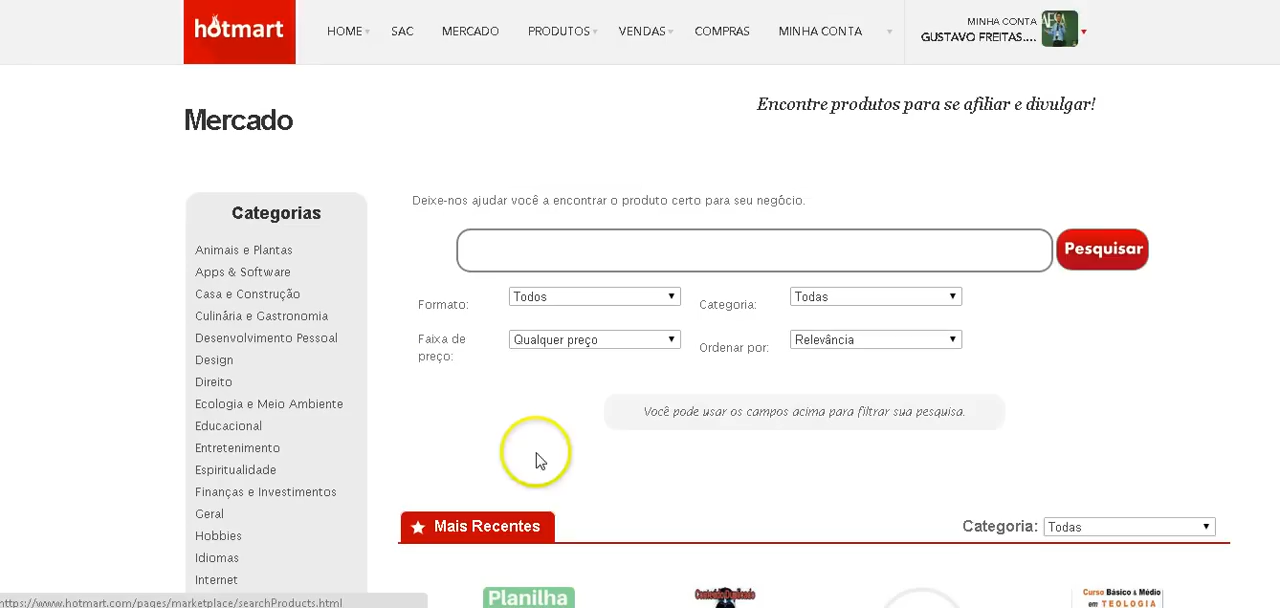 hotmart
HOME
SAC
MERCADO
PRODUTOS
VENDAS
COMPRAS
MINHA CONTA
MINHA CONTA
GUSTAVO FREITAS....
Mercado
Encontre produtos para se afiliar e divulgar!
Categorias
Animais e Plantas
Apps & Software
Casa e Construção
Culinária e Gastronomia
Desenvolvimento Pessoal
Design
Direito
Ecologia e Meio Ambiente
Educacional
Entretenimento
Espiritualidade
Finanças e Investimentos
Geral
Hobbies
Idiomas
Internet
Deixe-nos ajudar você a encontrar o produto certo para seu negócio.
Pesquisar
Formato: Todos
Categoria: Todas
Faixa de preço: Qualquer preço
Ordenar por: Relevância
Você pode usar os campos acima para filtrar sua pesquisa.
Mais Recentes
Categoria: Todas
Planilha
Conteúdo Duplicado
Curso Básico & Médio
em TEOLOGIA
https://www.hotmart.com/pages/marketplace/searchProducts.html